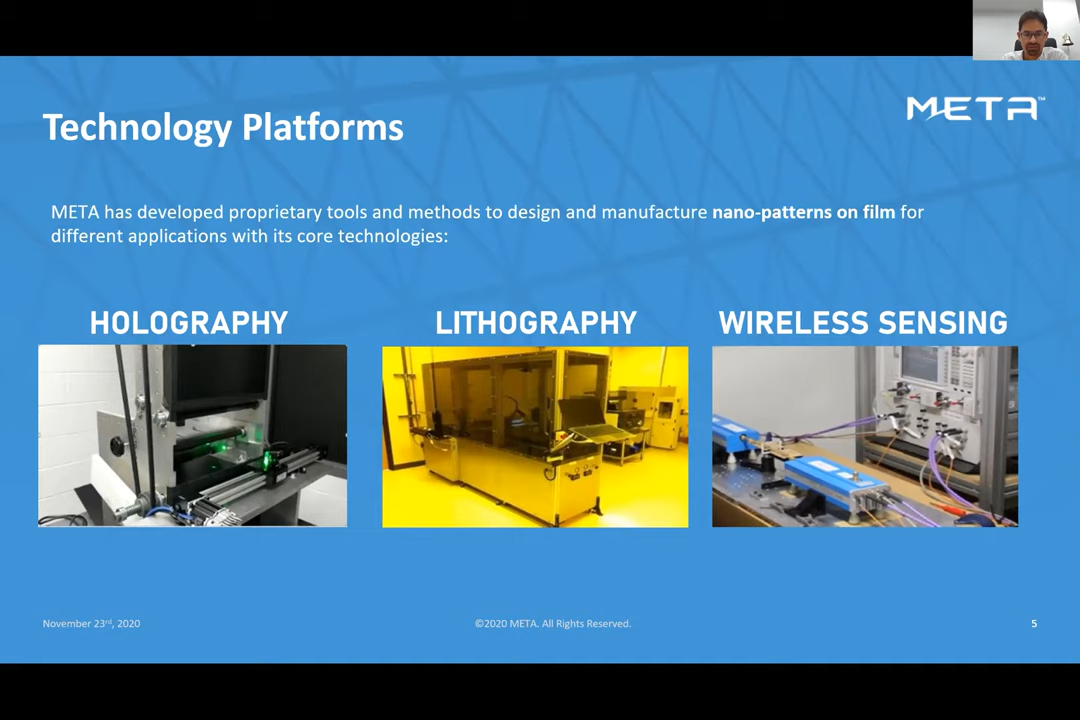 META™
Technology Platforms
META has developed proprietary tools and methods to design and manufacture nano-patterns on film for
different applications with its core technologies:
HOLOGRAPHY
LITHOGRAPHY
WIRELESS SENSING
November 23rd, 2020
©2020 META. All Rights Reserved.
5